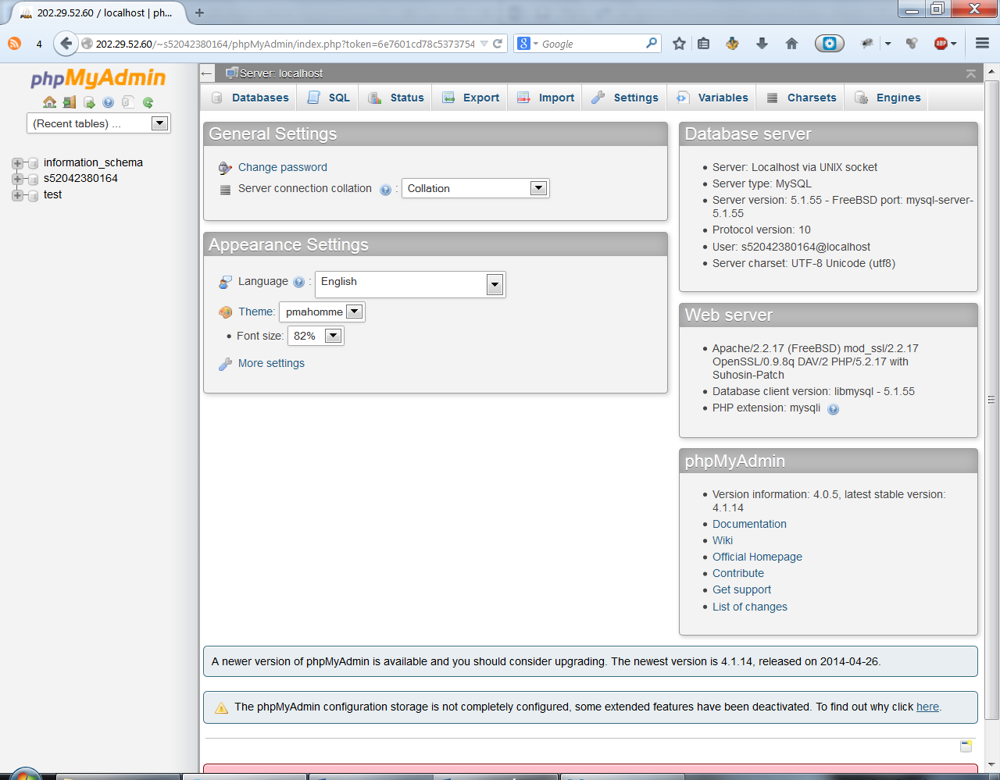 202.29.52.60 / localhost | ph...
4
202.29.52.60/~s52042380164/phpMyAdmin/index.php?token=6e7601cd78c5373754
Google
ABP
phpMyAdmin
(Recent tables) ...
information_schema
s52042380164
test
Server: localhost
Databases
SQL
Status
Export
Import
Settings
Variables
Charsets
Engines
General Settings
Change password
Server connection collation :
Collation
Appearance Settings
Language :
English
Theme:
pmahomme
Font size:
82%
More settings
Database server
Server: Localhost via UNIX socket
Server type: MySQL
Server version: 5.1.55 - FreeBSD port: mysql-server-
5.1.55
Protocol version: 10
User: s52042380164@localhost
Server charset: UTF-8 Unicode (utf8)
Web server
Apache/2.2.17 (FreeBSD) mod_ssl/2.2.17
OpenSSL/0.9.8q DAV/2 PHP/5.2.17 with
Suhosin-Patch
Database client version: libmysql - 5.1.55
PHP extension: mysqli
phpMyAdmin
Version information: 4.0.5, latest stable version:
4.1.14
Documentation
Wiki
Official Homepage
Contribute
Get support
List of changes
A newer version of phpMyAdmin is available and you should consider upgrading. The newest version is 4.1.14, released on 2014-04-26.
The phpMyAdmin configuration storage is not completely configured, some extended features have been deactivated. To find out why click here.